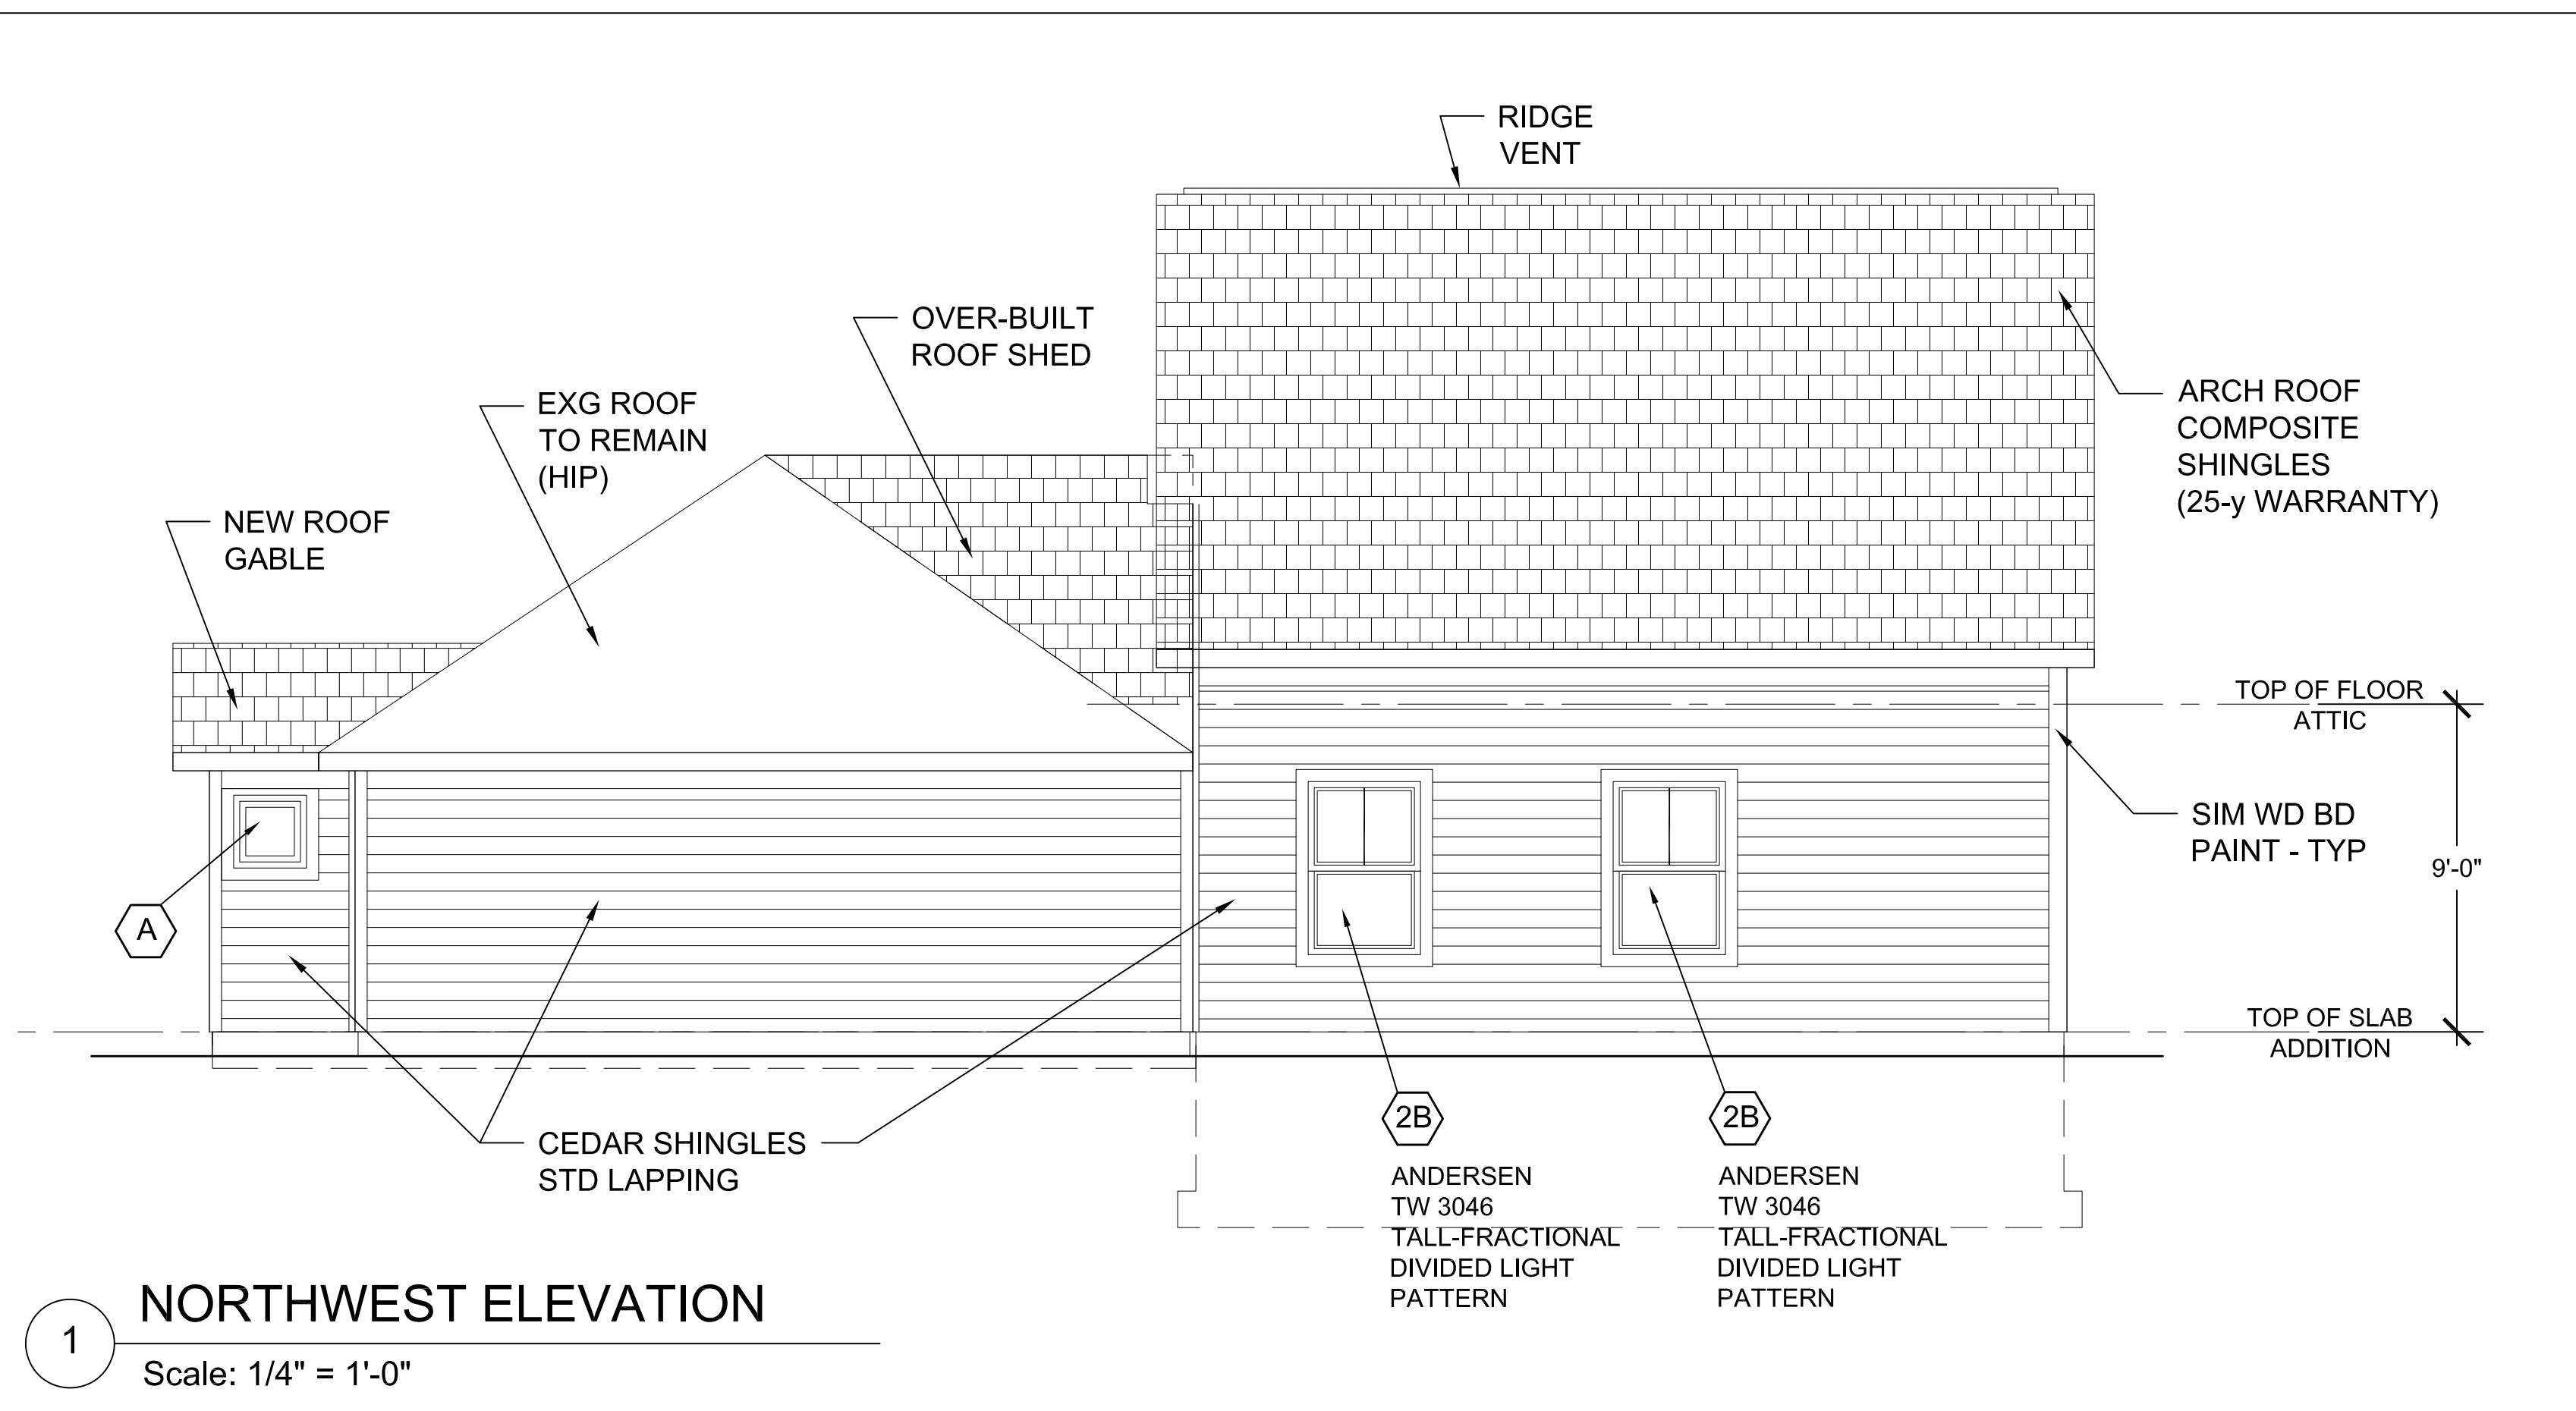 RIDGE
VENT
OVER-BUILT
ROOF SHED
EXG ROOF
TO REMAIN
(HIP)
ARCH ROOF
COMPOSITE
SHINGLES
(25-y WARRANTY)
NEW ROOF
GABLE
TOP OF FLOOR
ATTIC
SIM WD BD
PAINT - TYP
9'-0"
A
TOP OF SLAB
ADDITION
CEDAR SHINGLES
STD LAPPING
2B
ANDERSEN
TW 3046
TALL-FRACTIONAL
DIVIDED LIGHT
PATTERN
2B
ANDERSEN
TW 3046
TALL-FRACTIONAL
DIVIDED LIGHT
PATTERN
1
NORTHWEST ELEVATION
Scale: 1/4" = 1'-0"